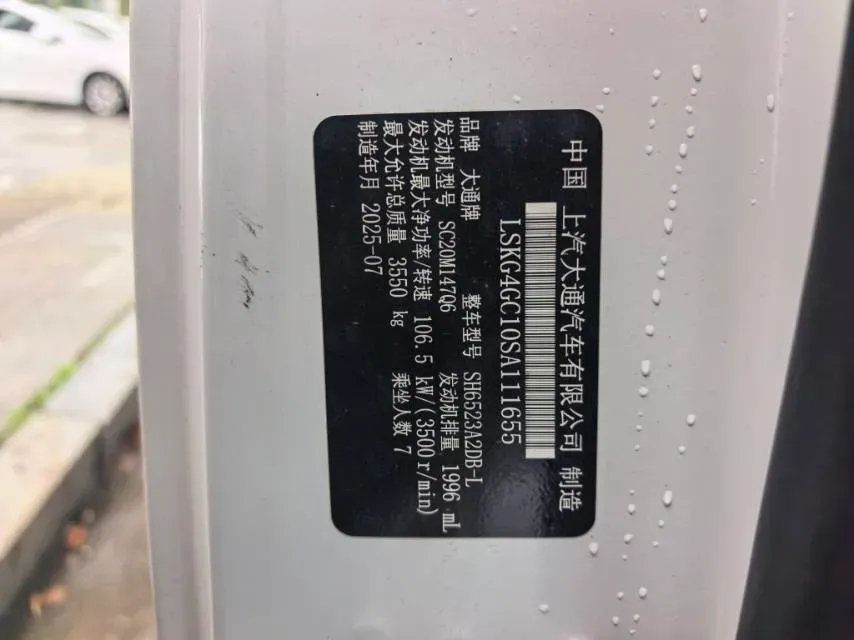 中国 上汽大通汽车有限公司 制造
LSKG4GC10SA111655
品牌 大通牌 整车型号 SH6523A2DB-L
发动机型号 SC20M147Q6 发动机排量 1996 mL
发动机最大净功率/转速 106.5 kW/(3500r/min)
最大允许总质量 3550 kg 乘坐人数 7
制造年月 2025-07